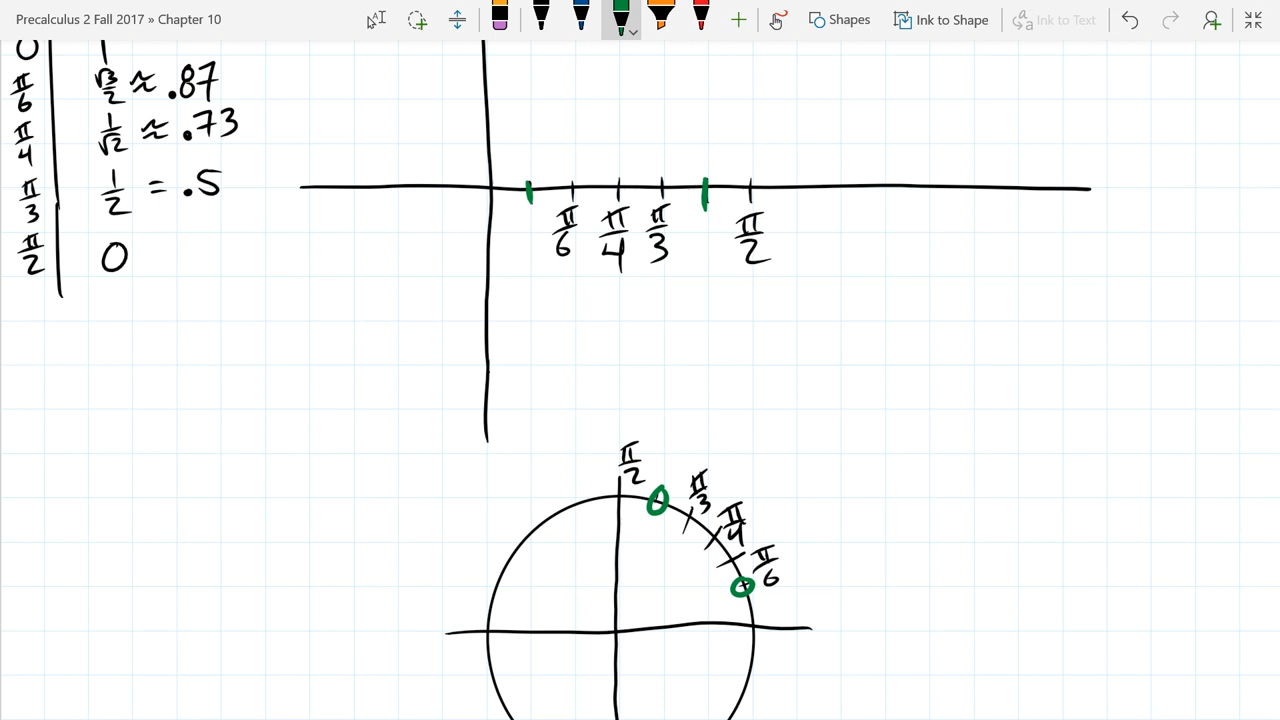 Precalculus 2 Fall 2017 » Chapter 10
Shapes
Ink to Shape
Ink to Text
0 1
π/6 √3/2 ≈ .87
π/4 1/√2 ≈ .73
π/3 1/2 = .5
π/2 0
π/6 π/4 π/3 π/2
π/2
π/3
π/4
π/6